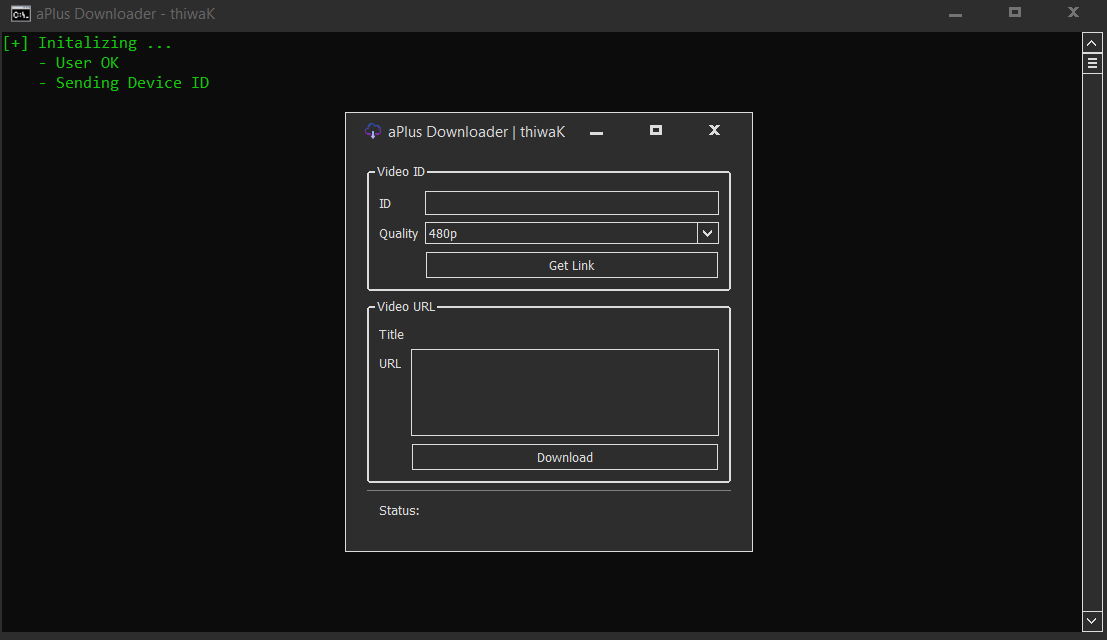 aPlus Downloader - thiwaK
[+] Initalizing ...
- User OK
- Sending Device ID
aPlus Downloader | thiwaK
Video ID
ID
Quality 480p
Get Link
Video URL
Title
URL
Download
Status: